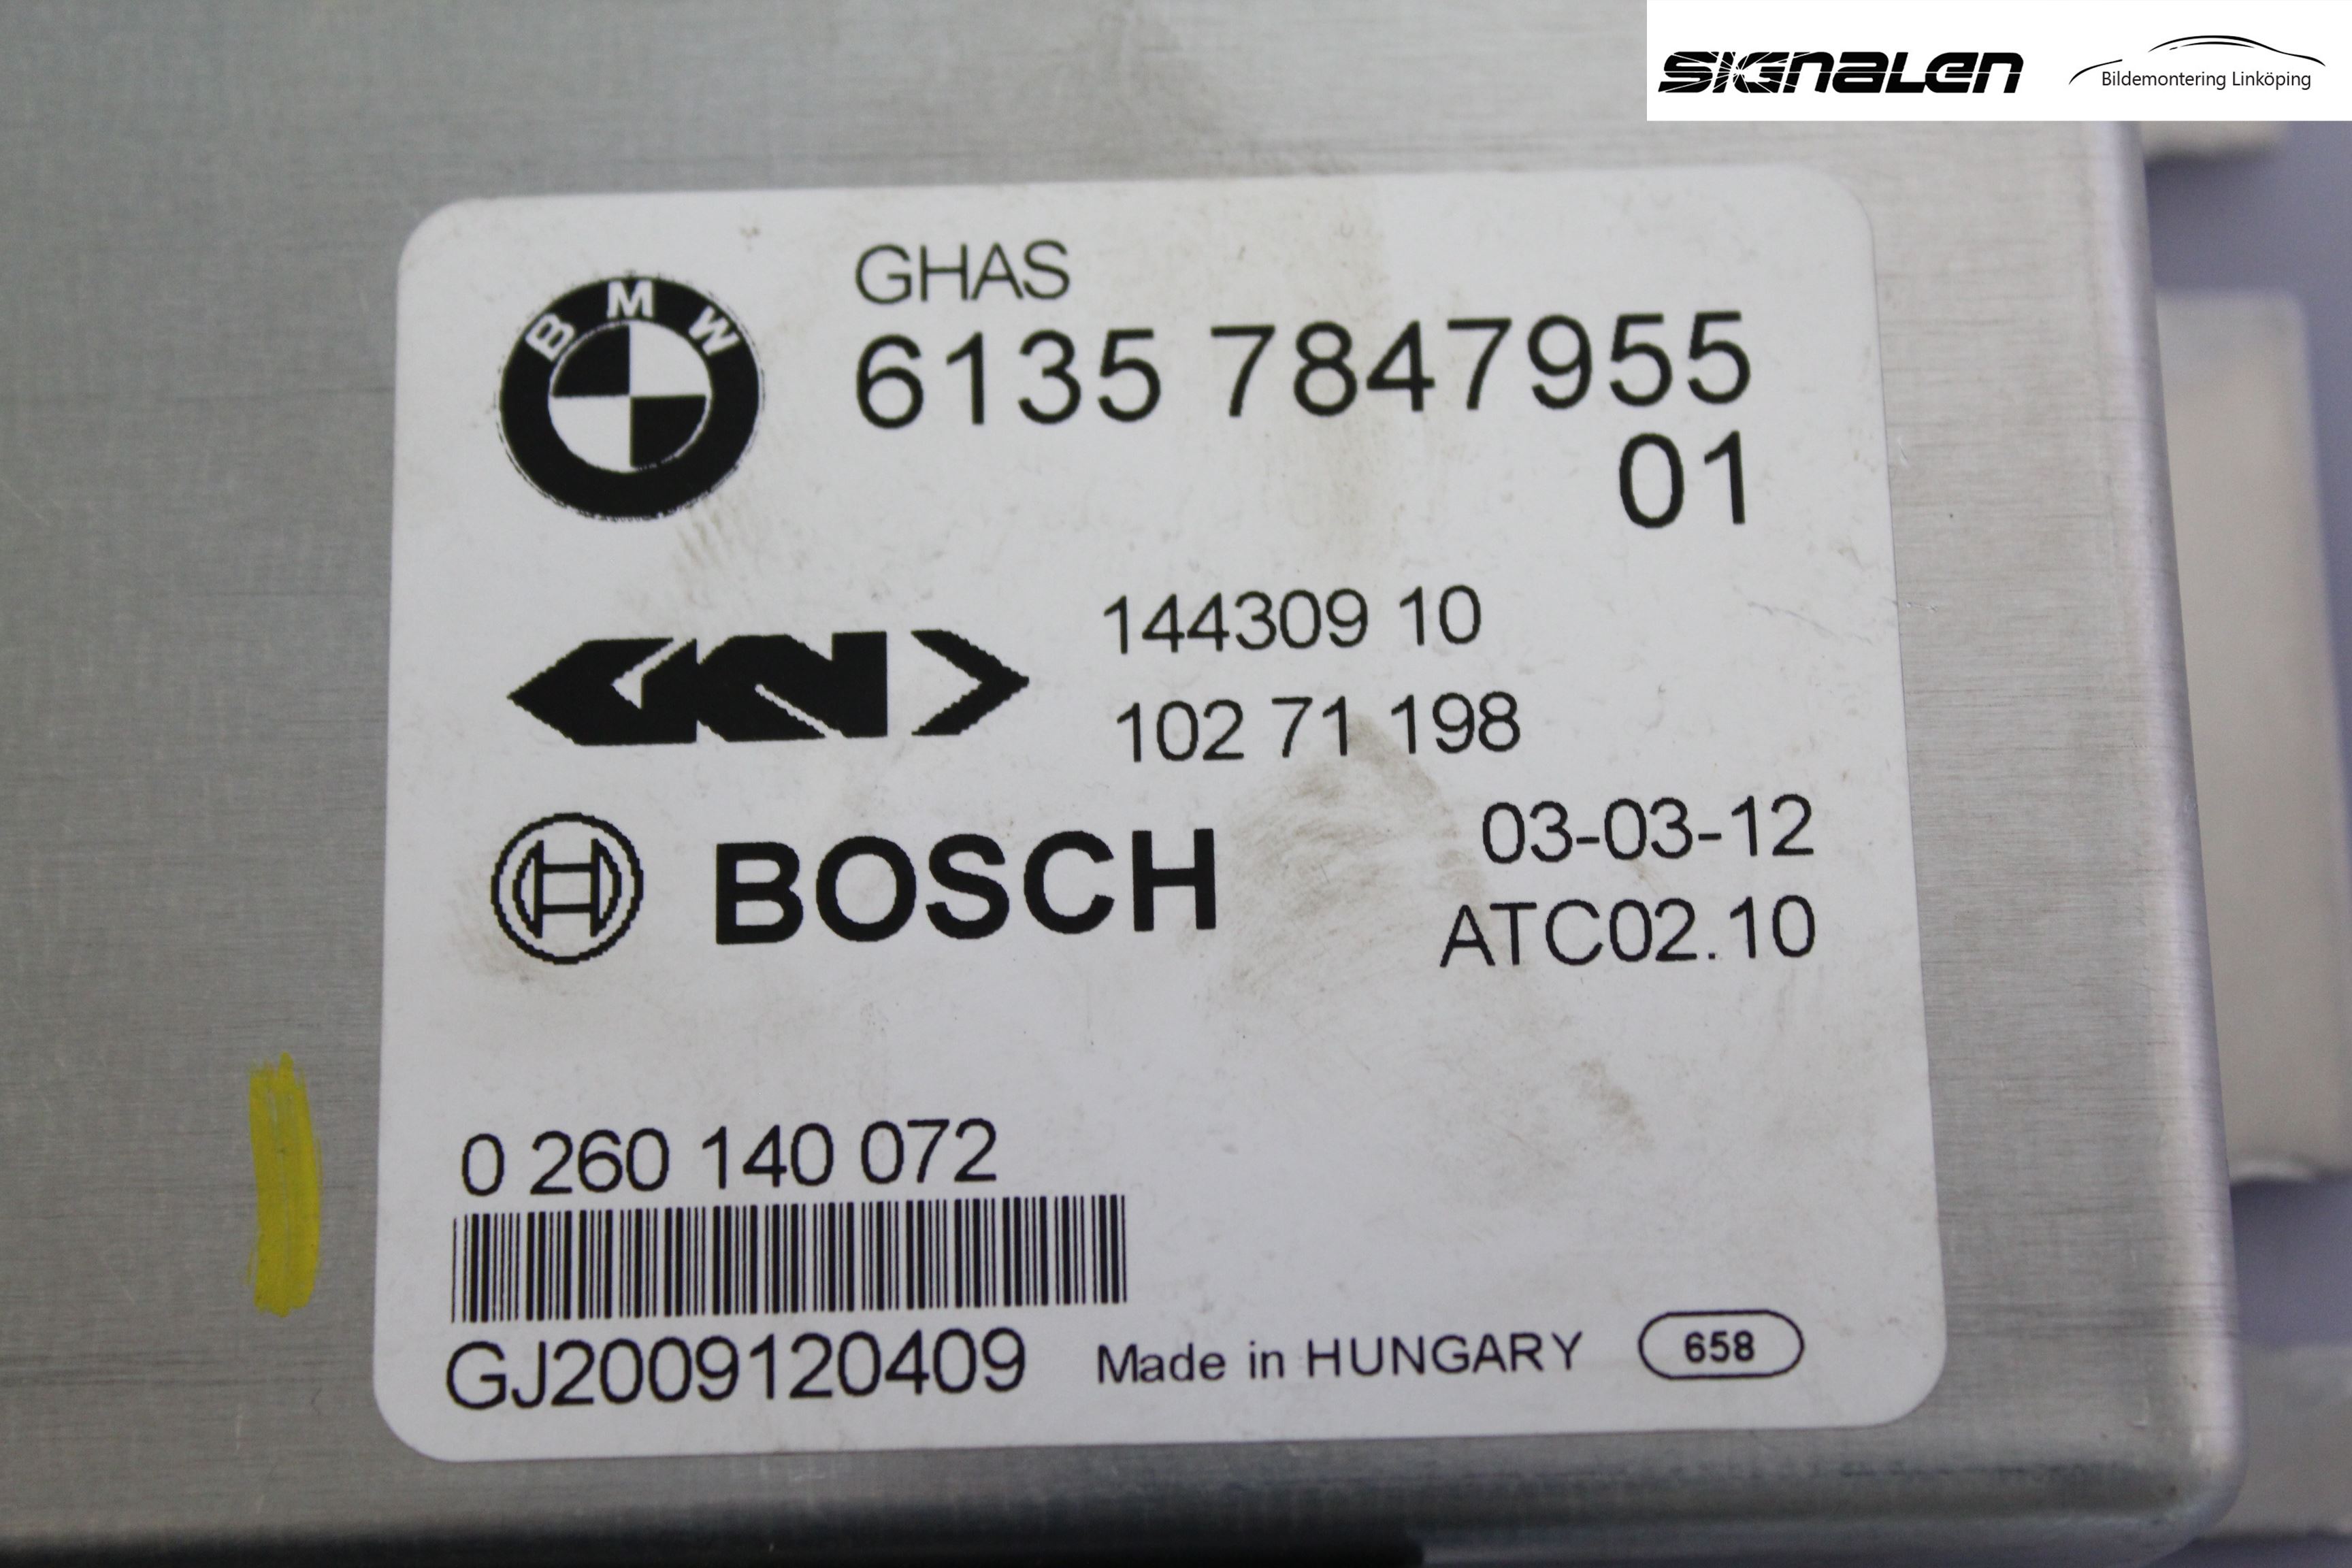 SIGNALEN
Bildemontering Linköping
GHAS
BMW
6135 7847955
01
GKN
144309 10
102 71 198
BOSCH
03-03-12
ATC02.10
0 260 140 072
GJ2009120409
Made in HUNGARY
658